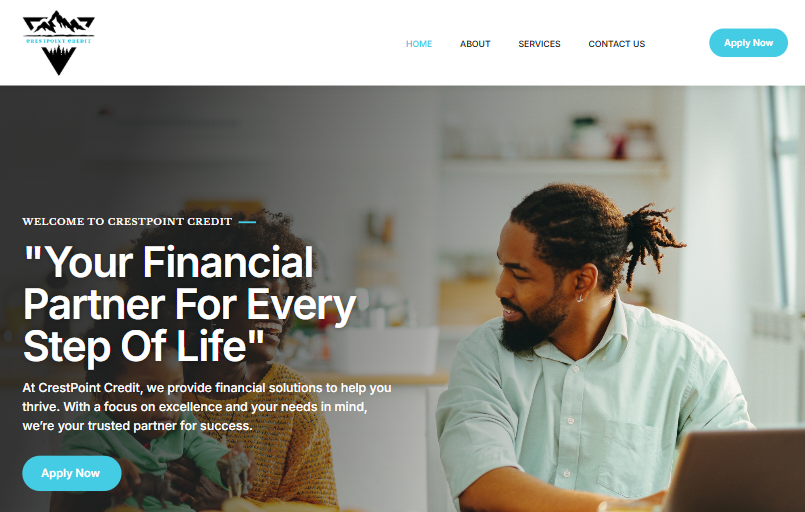 CRESTPOINT CREDIT
HOME
ABOUT
SERVICES
CONTACT US
Apply Now
WELCOME TO CRESTPOINT CREDIT
"Your Financial
Partner For Every
Step Of Life"
At CrestPoint Credit, we provide financial solutions to help you
thrive. With a focus on excellence and your needs in mind,
we’re your trusted partner for success.
Apply Now